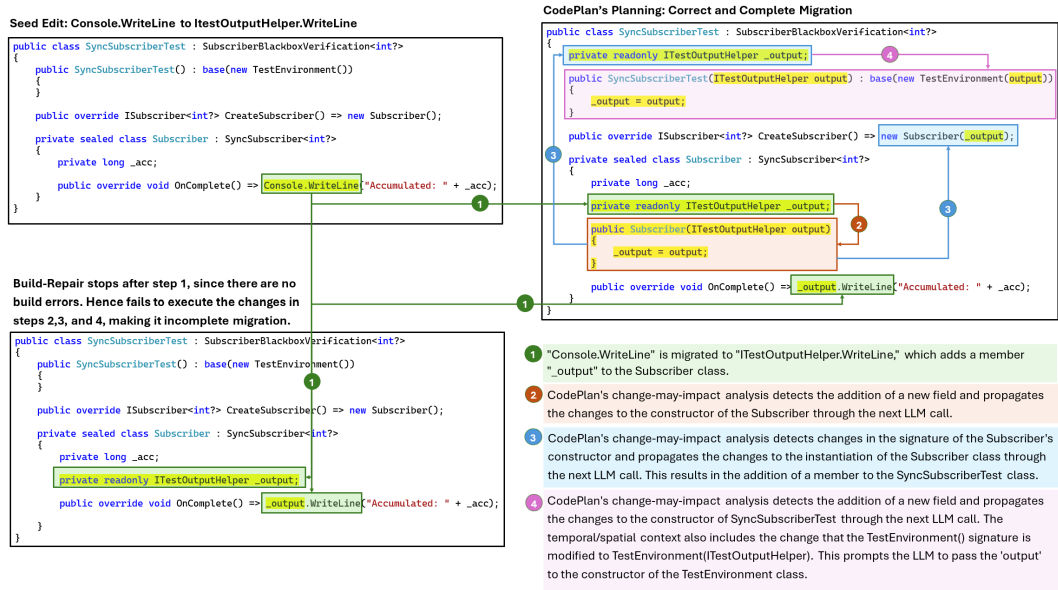 Seed Edit: Console.WriteLine to ItestOutputHelper.WriteLine
public class SyncSubscriberTest : SubscriberBlackboxVerification<int?>
{
public SyncSubscriberTest() : base(new TestEnvironment())
{
}
public override ISubscriber<int?> CreateSubscriber() => new Subscriber();
private sealed class Subscriber : SyncSubscriber<int?>
{
private long _acc;
public override void OnComplete() => Console.WriteLine("Accumulated: " + _acc);
}
}
1
Build-Repair stops after step 1, since there are no
build errors. Hence fails to execute the changes in
steps 2,3, and 4, making it incomplete migration.
public class SyncSubscriberTest : SubscriberBlackboxVerification<int?>
{
public SyncSubscriberTest() : base(new TestEnvironment())
{
}
1
public override ISubscriber<int?> CreateSubscriber() => new Subscriber();
private sealed class Subscriber : SyncSubscriber<int?>
{
private long _acc;
private readonly ITestOutputHelper _output;
public override void OnComplete() => _output.WriteLine("Accumulated: " + _acc);
}
}
CodePlan's Planning: Correct and Complete Migration
public class SyncSubscriberTest : SubscriberBlackboxVerification<int?>
{
private readonly ITestOutputHelper _output;
4
public SyncSubscriberTest(ITestOutputHelper output) : base(new TestEnvironment(output))
{
_output = output;
}
public override ISubscriber<int?> CreateSubscriber() => new Subscriber(_output);
3
private sealed class Subscriber : SyncSubscriber<int?>
{
private long _acc;
private readonly ITestOutputHelper _output;
3
2
public Subscriber(ITestOutputHelper output)
{
_output = output;
}
public override void OnComplete() => _output.WriteLine("Accumulated: " + _acc);
1
}
}
1 "Console.WriteLine" is migrated to "ITestOutputHelper.WriteLine," which adds a member
"_output" to the Subscriber class.
2 CodePlan's change-may-impact analysis detects the addition of a new field and propagates
the changes to the constructor of the Subscriber through the next LLM call.
3 CodePlan's change-may-impact analysis detects changes in the signature of the Subscriber's
constructor and propagates the changes to the instantiation of the Subscriber class through
the next LLM call. This results in the addition of a member to the SyncSubscriberTest class.
4 CodePlan's change-may-impact analysis detects the addition of a new field and propagates
the changes to the constructor of SyncSubscriberTest through the next LLM call. The
temporal/spatial context also includes the change that the TestEnvironment() signature is
modified to TestEnvironment(ITestOutputHelper). This prompts the LLM to pass the 'output'
to the constructor of the TestEnvironment class.